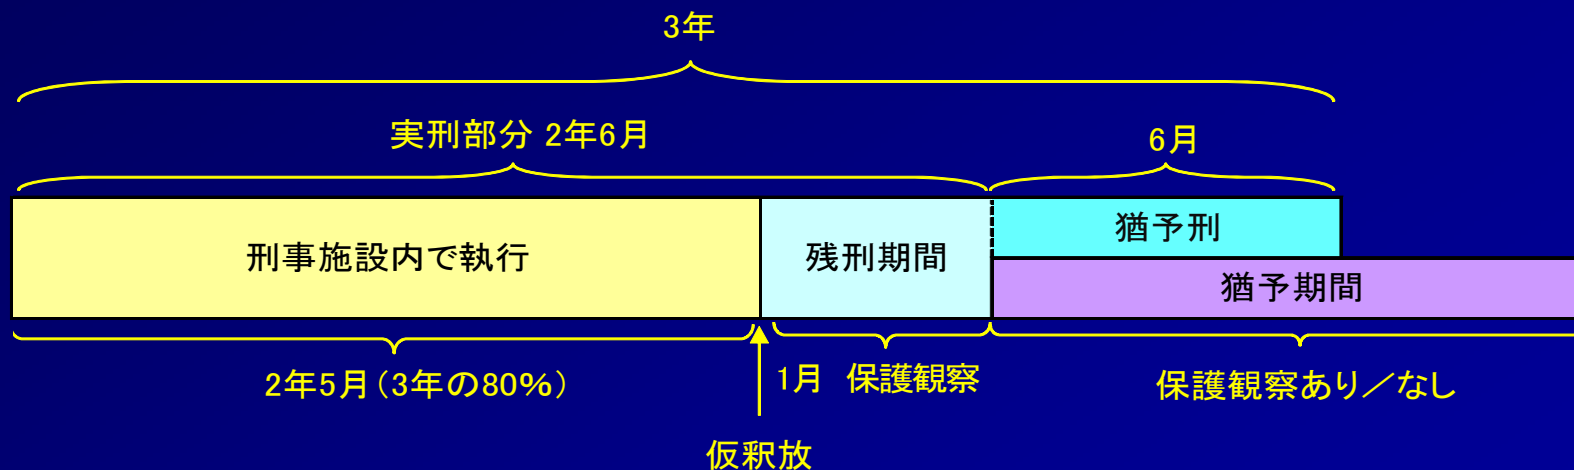 3年
実刑部分 2年6月
6月
刑事施設内で執行
残刑期間
猶予刑
猶予期間
2年5月(3年の80%)
1月 保護観察
保護観察あり/なし
仮釈放